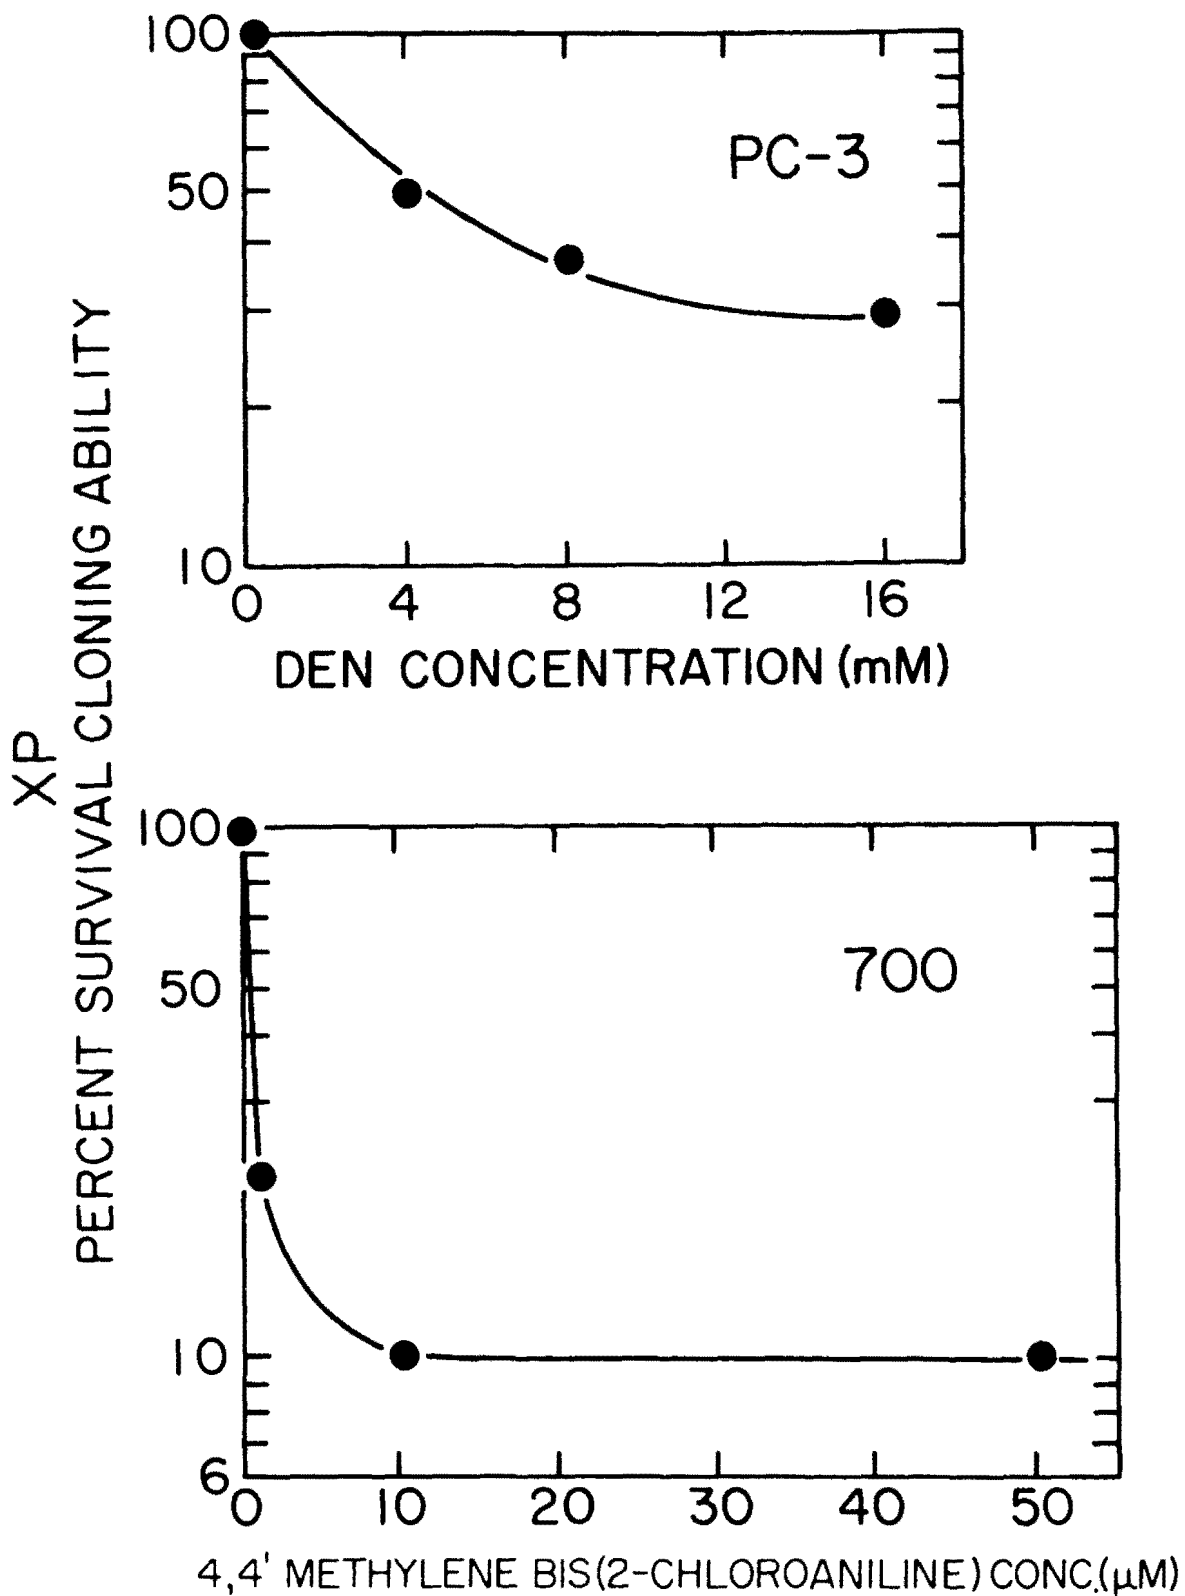 100
50
10
PC-3
0 4 8 12 16
DEN CONCENTRATION (mM)
XP
PERCENT SURVIVAL CLONING ABILITY
100
50
10
6
700
0 10 20 30 40 50
4,4' METHYLENE BIS(2-CHLOROANILINE) CONC.(μM)